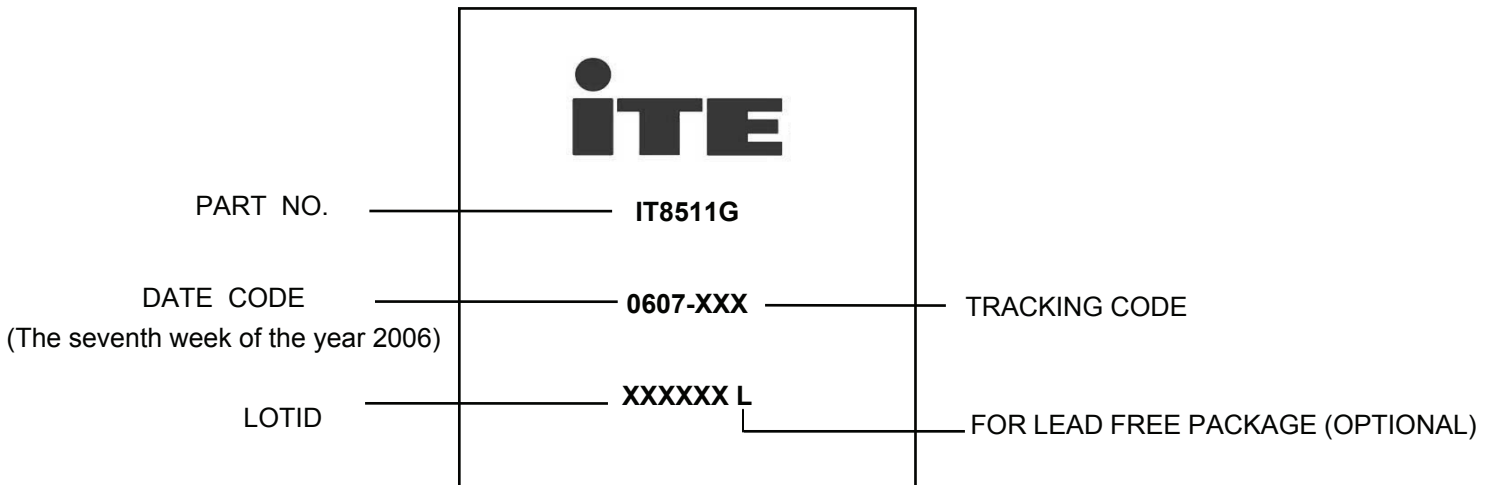 iTE
PART NO. IT8511G
DATE CODE 0607-XXX TRACKING CODE
(The seventh week of the year 2006)
XXXXXX L
LOTID FOR LEAD FREE PACKAGE (OPTIONAL)